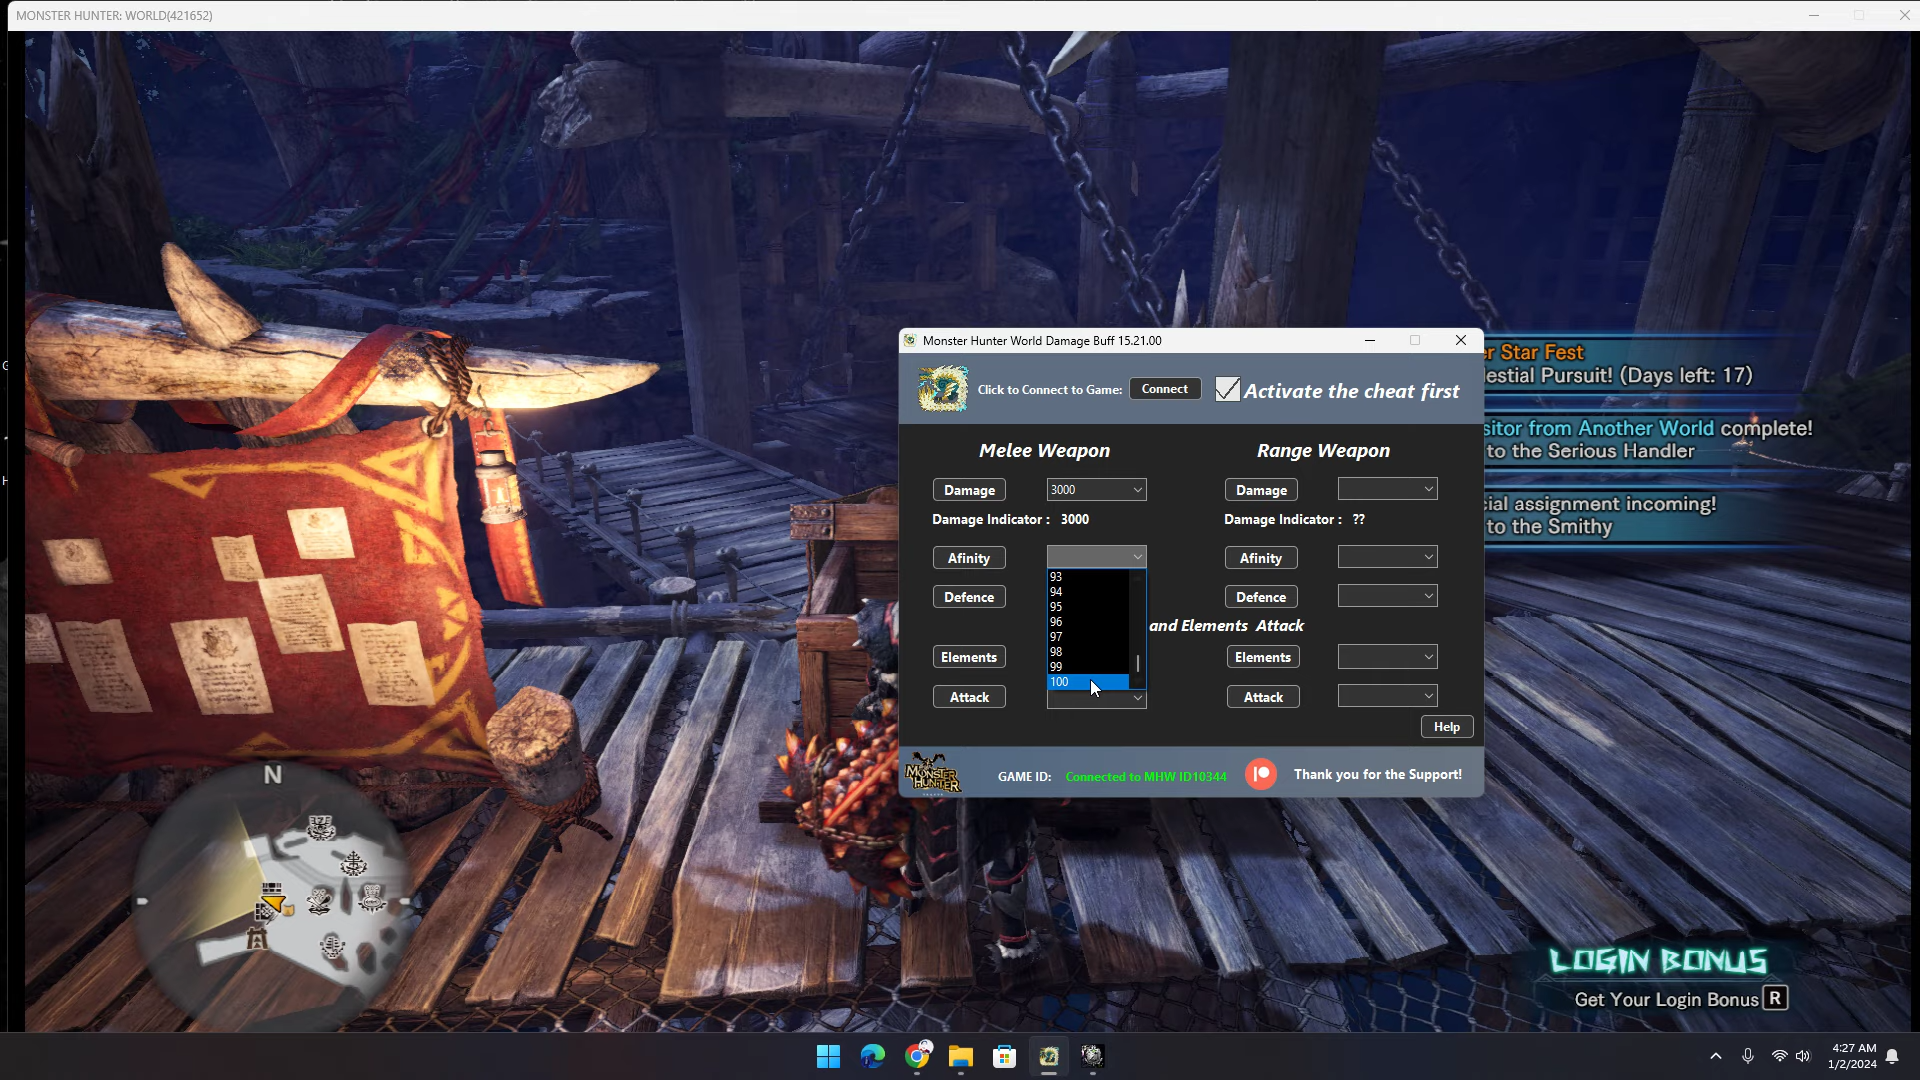 MONSTER HUNTER: WORLD(421652)
Monster Hunter World Damage Buff 15.21.00
Click to Connect to Game:
Connect
Activate the cheat first
Melee Weapon
Range Weapon
Damage
3000
Damage
Damage Indicator : 3000
Damage Indicator : ??
Afinity
Afinity
93
94
95
96
97
98
99
100
Defence
Defence
and Elements Attack
Elements
Elements
Attack
Attack
Help
MONSTER
HUNTER
GAME ID: Connected to MHW ID10344
Thank you for the Support!
er Star Fest
lestial Pursuit! (Days left: 17)
sitor from Another World complete!
to the Serious Handler
cial assignment incoming!
to the Smithy
N
LOGIN BONUS
Get Your Login Bonus R
4:27 AM
1/2/2024